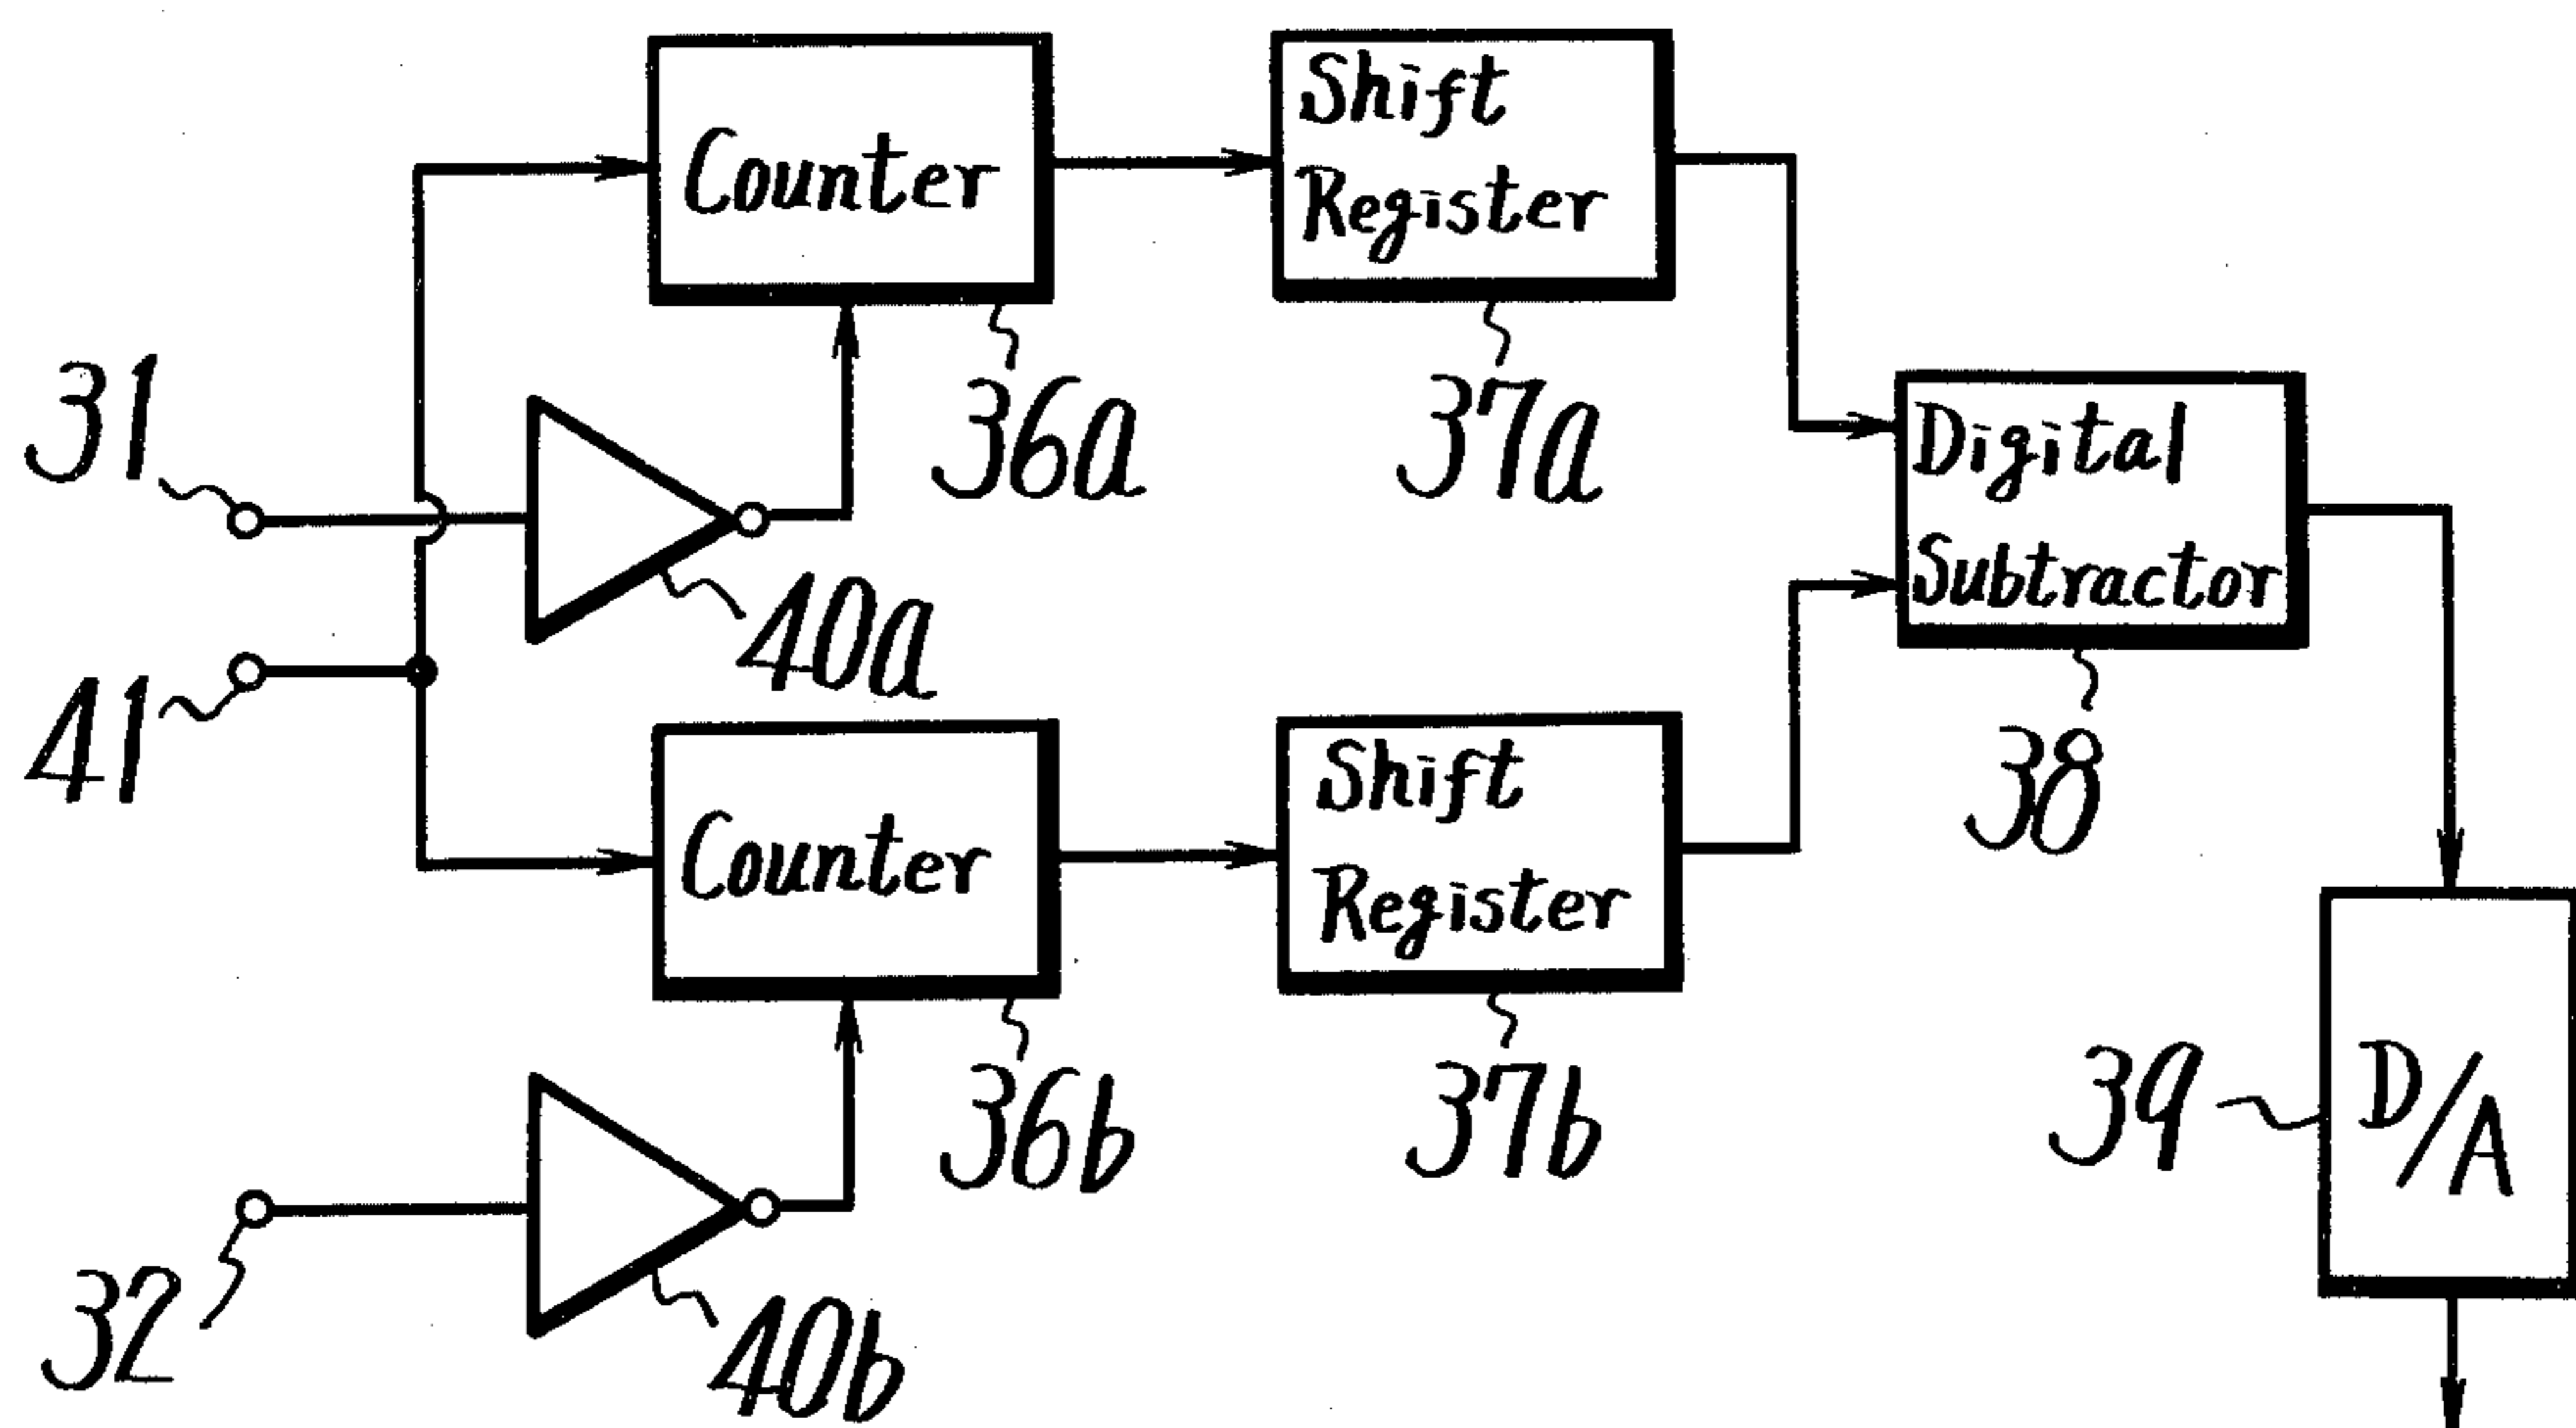 Counter
Shift
Register
31
36a
37a
Digital
Subtractor
40a
41
38
Counter
Shift
Register
39
D/A
36b
37b
32
40b